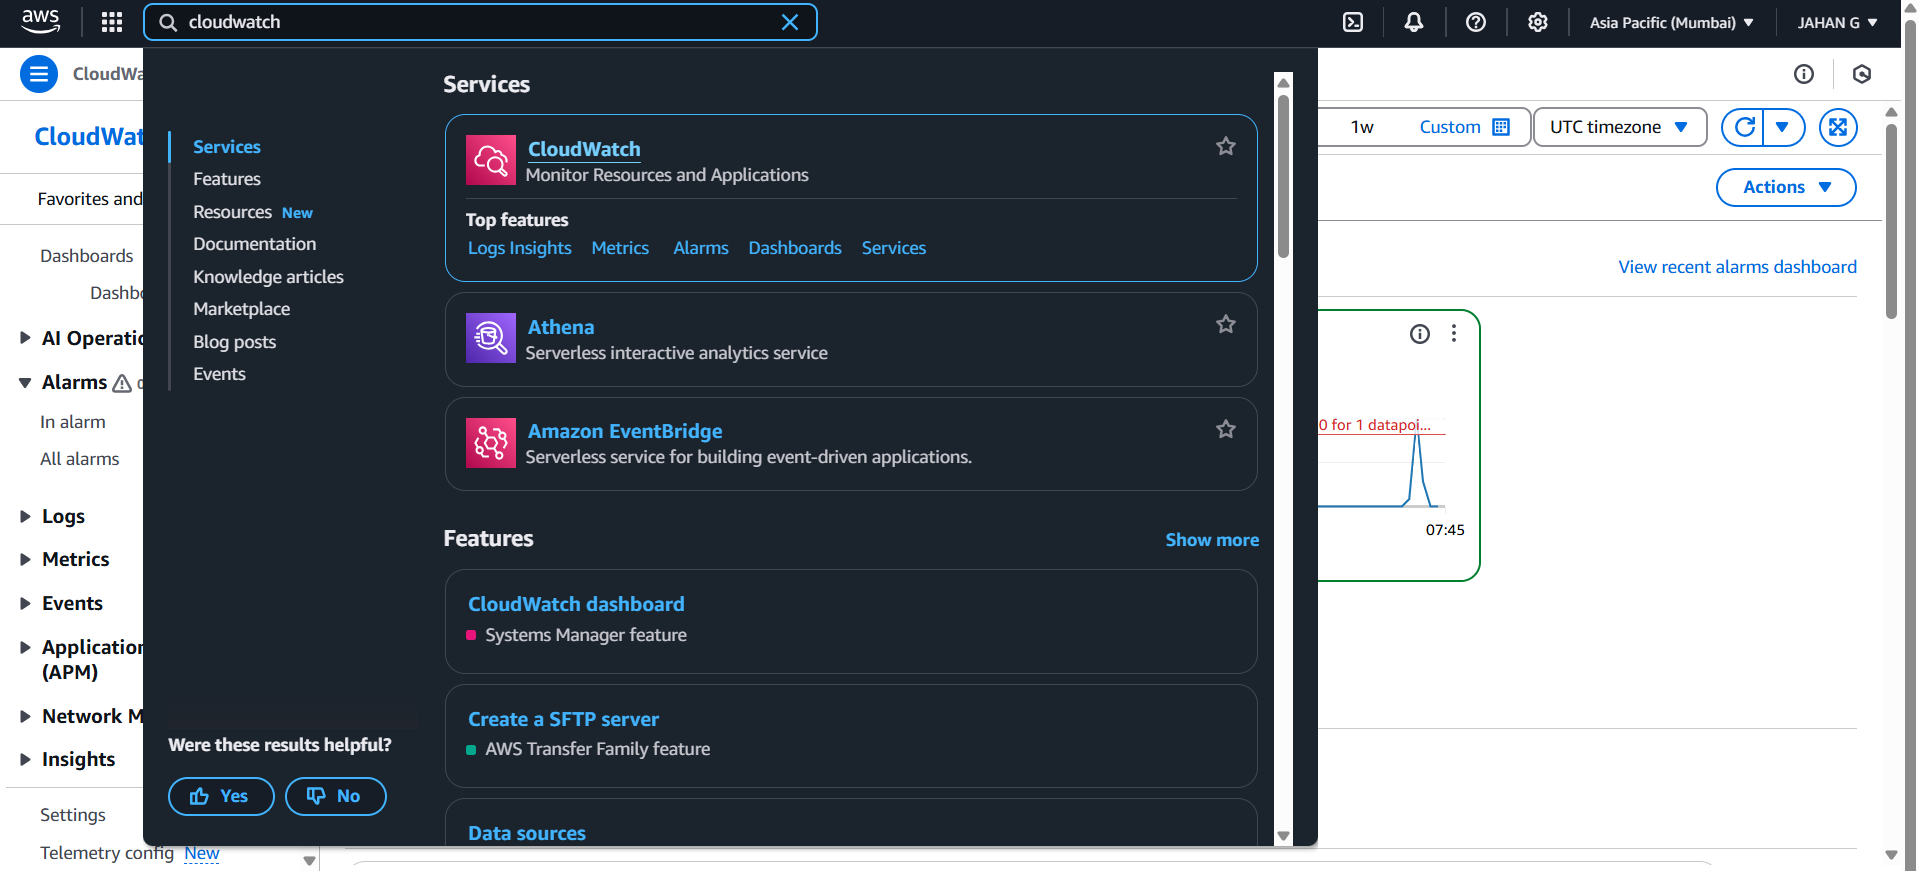 aws
cloudwatch
Asia Pacific (Mumbai)
JAHAN G
CloudWa
CloudWat
Favorites and
Dashboards
Dashbo
AI Operatio
Alarms
In alarm
All alarms
Logs
Metrics
Events
Application
(APM)
Network M
Insights
Settings
Telemetry config New
Services
Features
Resources New
Documentation
Knowledge articles
Marketplace
Blog posts
Events
Were these results helpful?
Yes
No
Services
CloudWatch
Monitor Resources and Applications
Top features
Logs Insights Metrics Alarms Dashboards Services
Athena
Serverless interactive analytics service
Amazon EventBridge
Serverless service for building event-driven applications.
Features
Show more
CloudWatch dashboard
Systems Manager feature
Create a SFTP server
AWS Transfer Family feature
Data sources
1w
Custom
UTC timezone
Actions
View recent alarms dashboard
0 for 1 datapoi...
07:45